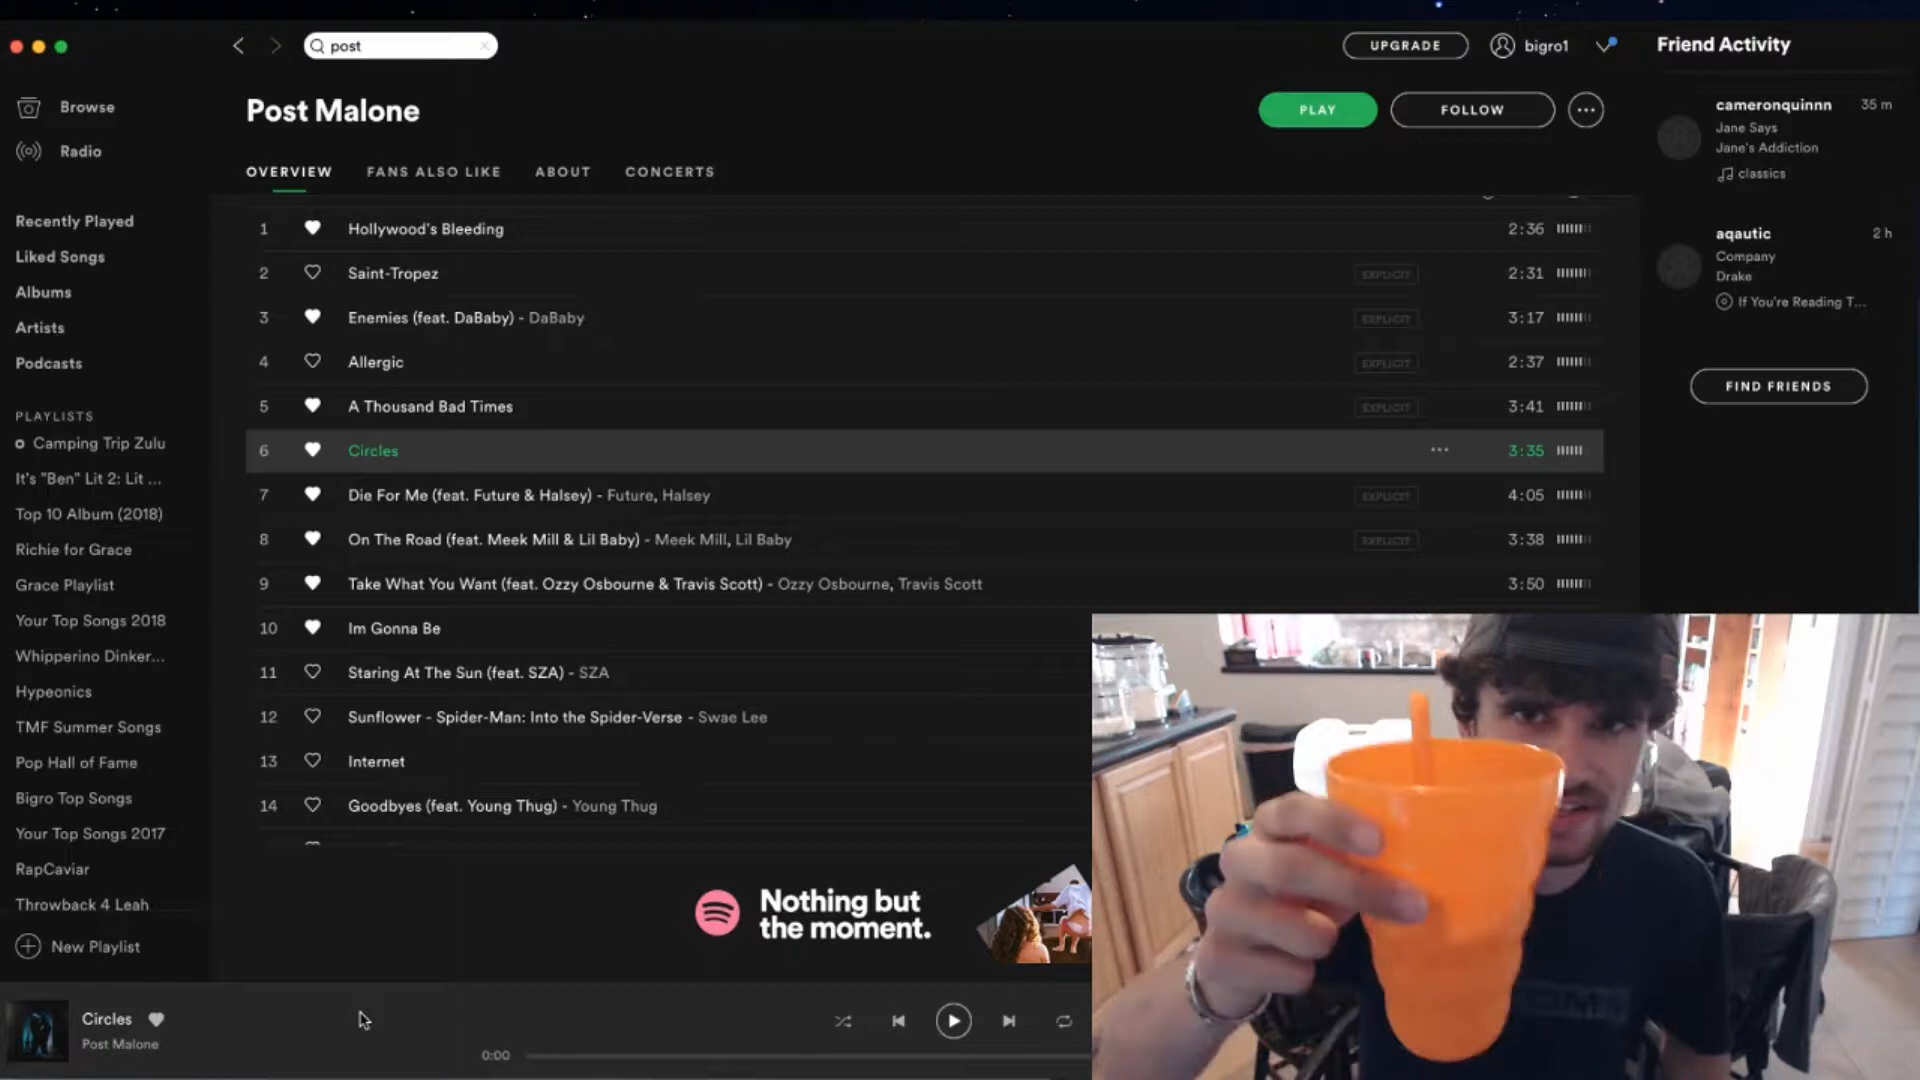 post
UPGRADE
bigro1
Friend Activity
Browse
Radio
Recently Played
Liked Songs
Albums
Artists
Podcasts
PLAYLISTS
Camping Trip Zulu
It's "Ben" Lit 2: Lit ...
Top 10 Album (2018)
Richie for Grace
Grace Playlist
Your Top Songs 2018
Whipperino Dinker...
Hypeonics
TMF Summer Songs
Pop Hall of Fame
Bigro Top Songs
Your Top Songs 2017
RapCaviar
Throwback 4 Leah
New Playlist
Post Malone
PLAY
FOLLOW
OVERVIEW FANS ALSO LIKE ABOUT CONCERTS
1 Hollywood's Bleeding 2:36
2 Saint-Tropez EXPLICIT 2:31
3 Enemies (feat. DaBaby) - DaBaby EXPLICIT 3:17
4 Allergic EXPLICIT 2:37
5 A Thousand Bad Times EXPLICIT 3:41
6 Circles ... 3:35
7 Die For Me (feat. Future & Halsey) - Future, Halsey EXPLICIT 4:05
8 On The Road (feat. Meek Mill & Lil Baby) - Meek Mill, Lil Baby EXPLICIT 3:38
9 Take What You Want (feat. Ozzy Osbourne & Travis Scott) - Ozzy Osbourne, Travis Scott 3:50
10 Im Gonna Be
11 Staring At The Sun (feat. SZA) - SZA
12 Sunflower - Spider-Man: Into the Spider-Verse - Swae Lee
13 Internet
14 Goodbyes (feat. Young Thug) - Young Thug
Nothing but
the moment.
cameronquinnn 35 m
Jane Says
Jane's Addiction
classics
aqautic 2 h
Company
Drake
If You're Reading T...
FIND FRIENDS
Circles
Post Malone
0:00